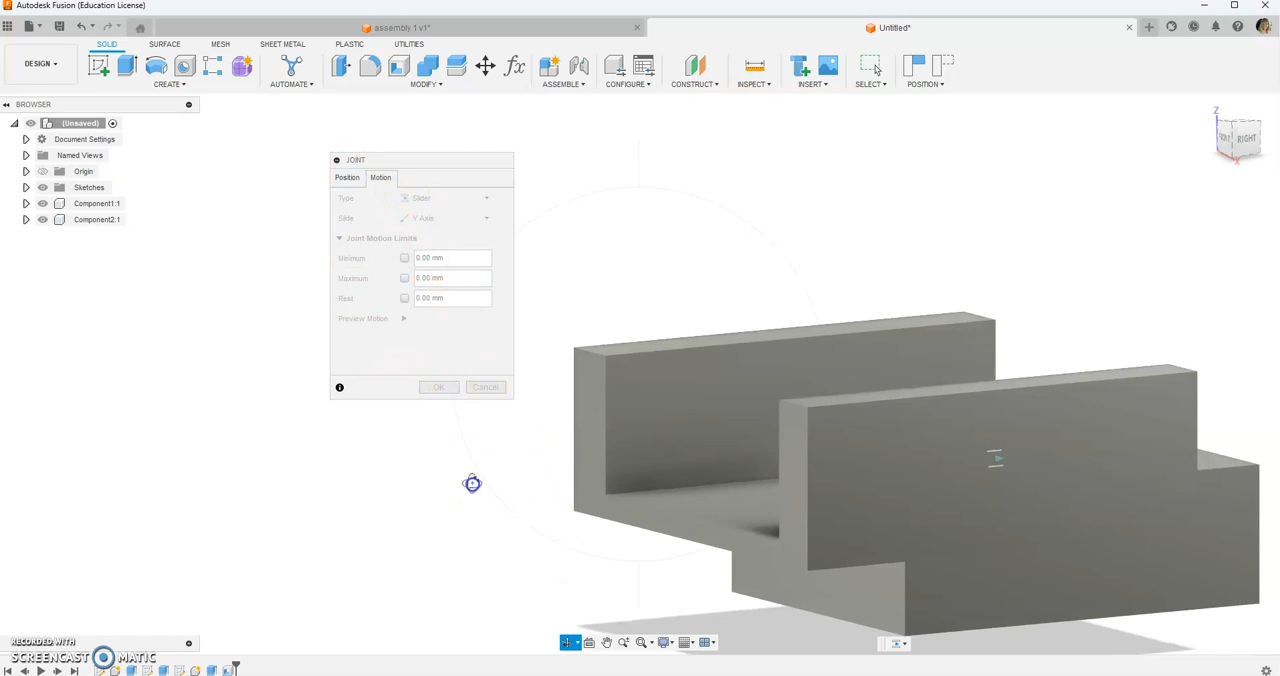 Autodesk Fusion (Education License)
assembly 1 v1*
Untitled*
SOLID SURFACE MESH SHEET METAL PLASTIC UTILITIES
DESIGN
CREATE AUTOMATE MODIFY fx ASSEMBLE CONFIGURE CONSTRUCT INSPECT INSERT SELECT POSITION
BROWSER
(Unsaved)
Document Settings
Named Views
Origin
Sketches
Component1:1
Component2:1
JOINT
Position Motion
Type Slider
Slide Y Axis
Joint Motion Limits
Minimum 0.00 mm
Maximum 0.00 mm
Rest 0.00 mm
Preview Motion
OK Cancel
Z
FRONT RIGHT
X
RECORDED WITH
SCREENCAST MATIC